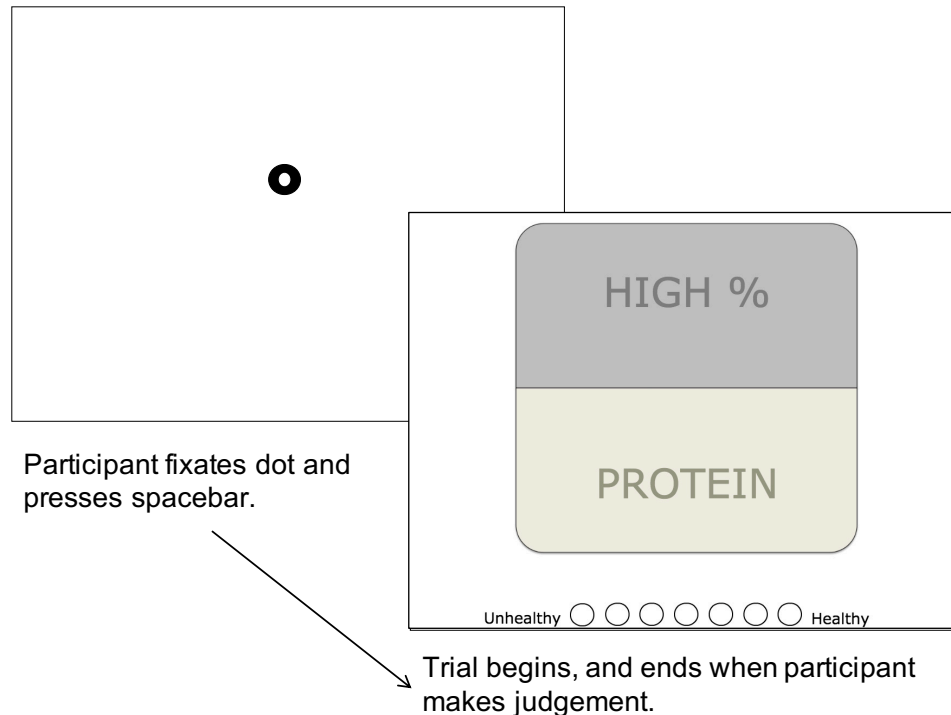 Participant fixates dot and
presses spacebar.
HIGH %
PROTEIN
Unhealthy Healthy
Trial begins, and ends when participant
makes judgement.